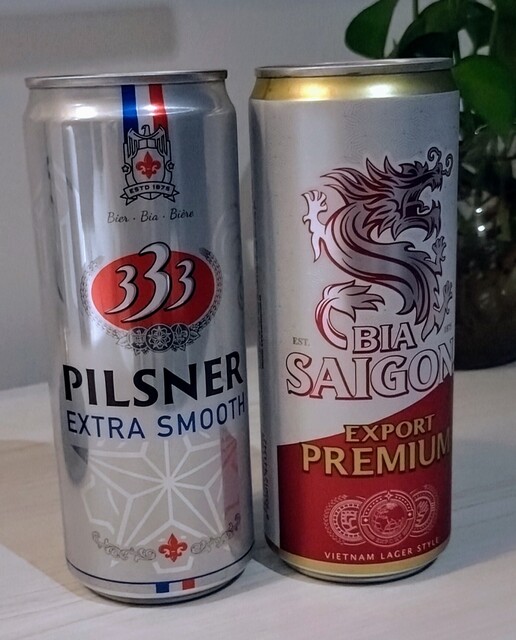 ESTD 1875
Bier · Bia · Bière
333
PILSNER
EXTRA SMOOTH
EST.
BIA
SAIGON
EXPORT
PREMIUM
VIETNAM LAGER STYLE